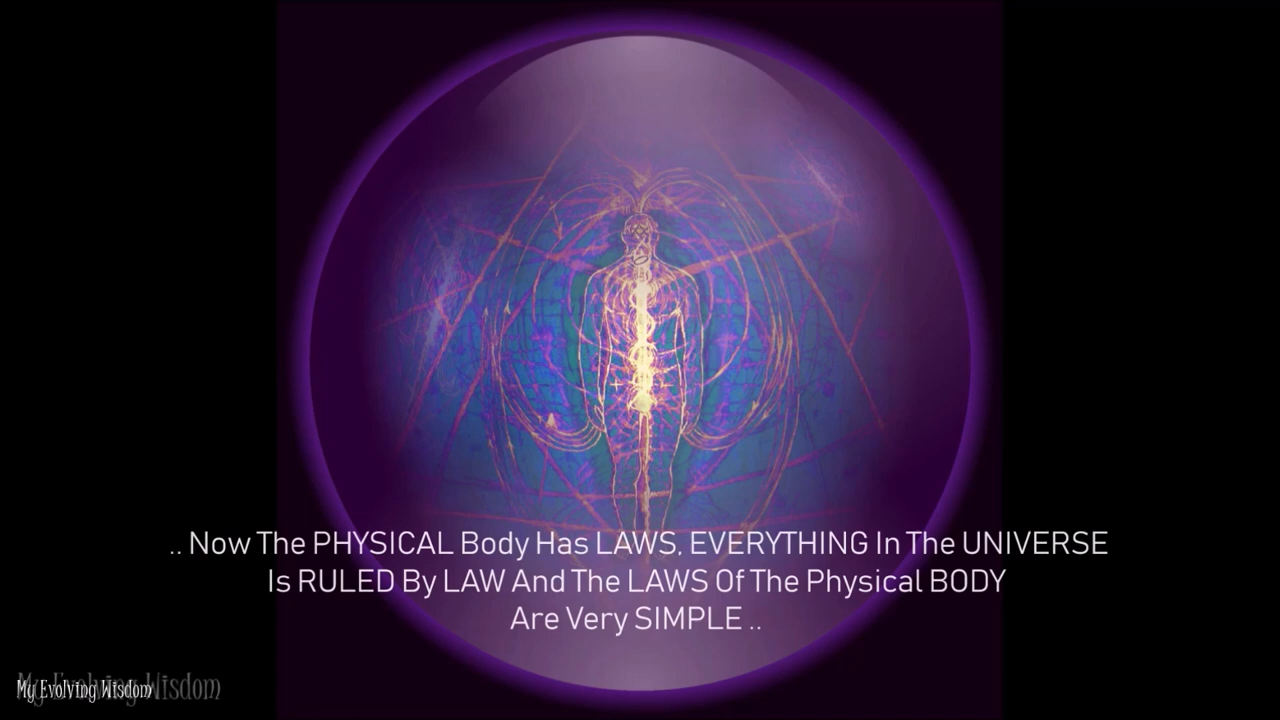 .. Now The PHYSICAL Body Has LAWS, EVERYTHING In The UNIVERSE
Is RULED By LAW And The LAWS Of The Physical BODY
Are Very SIMPLE ..
My Evolving Wisdom